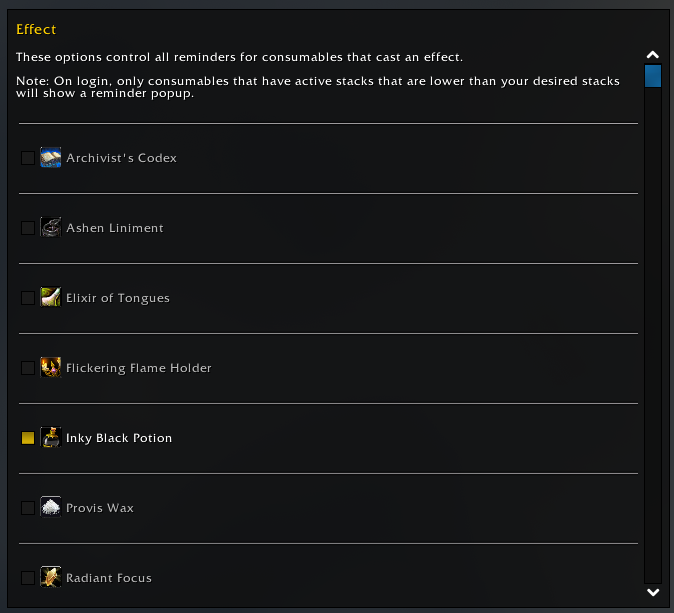 Effect
These options control all reminders for consumables that cast an effect.
Note: On login, only consumables that have active stacks that are lower than your desired stacks
will show a reminder popup.
Archivist's Codex
Ashen Liniment
Elixir of Tongues
Flickering Flame Holder
Inky Black Potion
Provis Wax
Radiant Focus